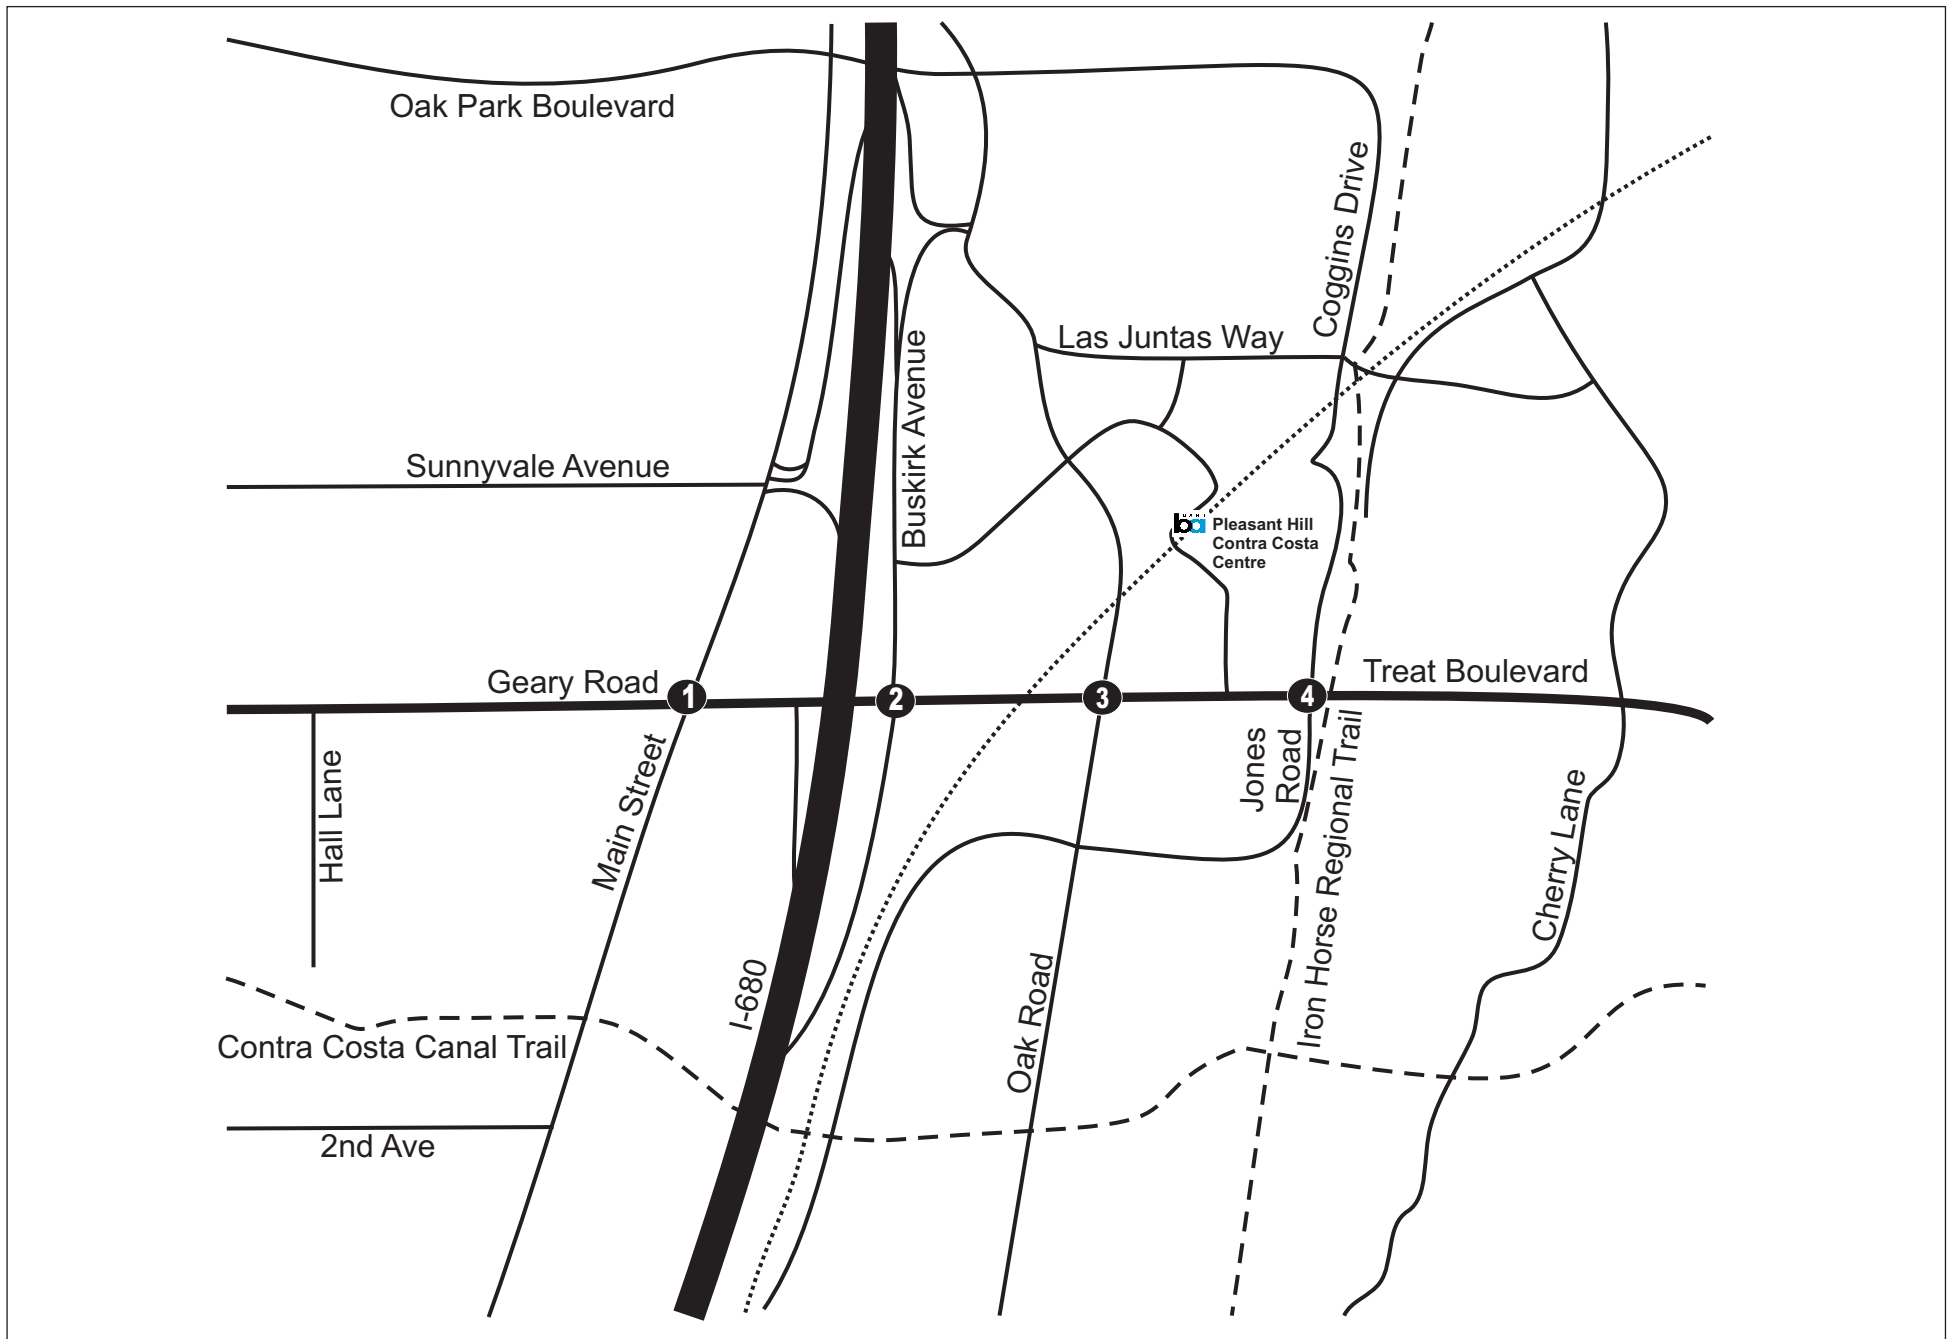 Oak Park Boulevard
Coggins Drive
Las Juntas Way
Buskirk Avenue
Sunnyvale Avenue
ba
Pleasant Hill
Contra Costa
Centre
Geary Road
1
2
3
4
Treat Boulevard
Hall Lane
Main Street
Jones
Road
Iron Horse Regional Trail
Cherry Lane
I-680
Oak Road
Contra Costa Canal Trail
2nd Ave